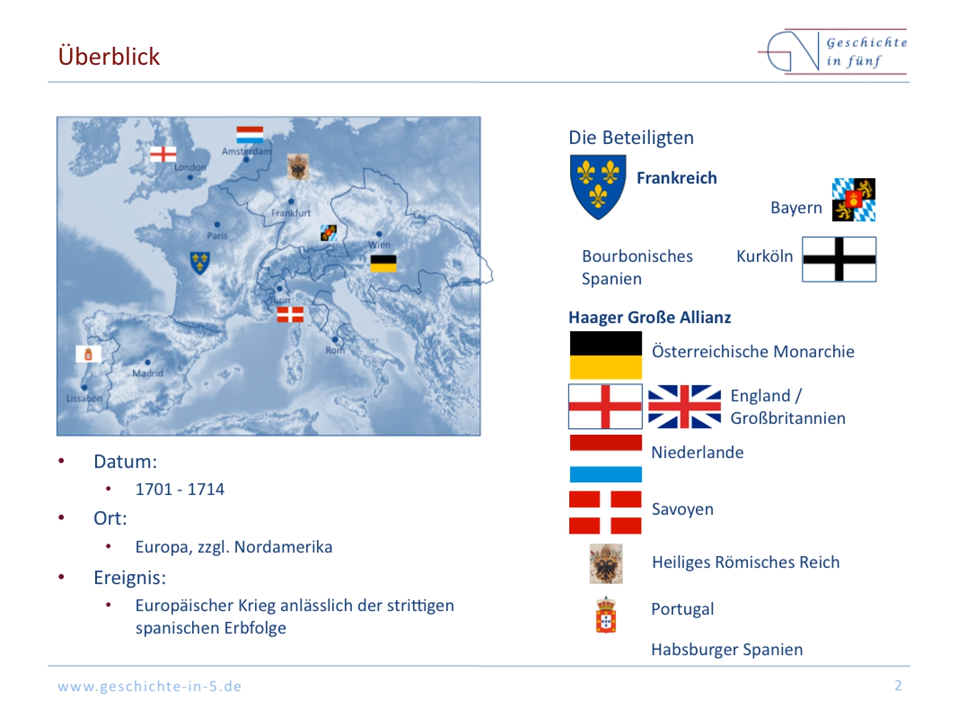 Überblick
Geschichte
in fünf
Amsterdam
London
Frankfurt
Paris
Wien
Turin
Rom
Madrid
Lissabon
Datum:
1701 - 1714
Ort:
Europa, zzgl. Nordamerika
Ereignis:
Europäischer Krieg anlässlich der strittigen
spanischen Erbfolge
Die Beteiligten
Frankreich
Bayern
Bourbonisches
Spanien
Kurköln
Haager Große Allianz
Österreichische Monarchie
England /
Großbritannien
Niederlande
Savoyen
Heiliges Römisches Reich
Portugal
Habsburger Spanien
www.geschichte-in-5.de
2